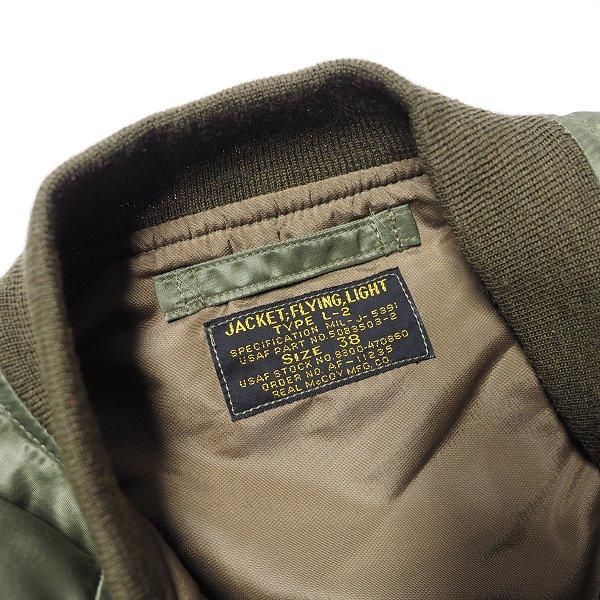 JACKET, FLYING, LIGHT
TYPE L-2
SPECIFICATION MIL-J-5391
USAF PART NO. 50B3503-2
SIZE 38
USAF STOCK NO. 8300-470860
ORDER NO. AF-11235
REAL McCOY MFG. CO.